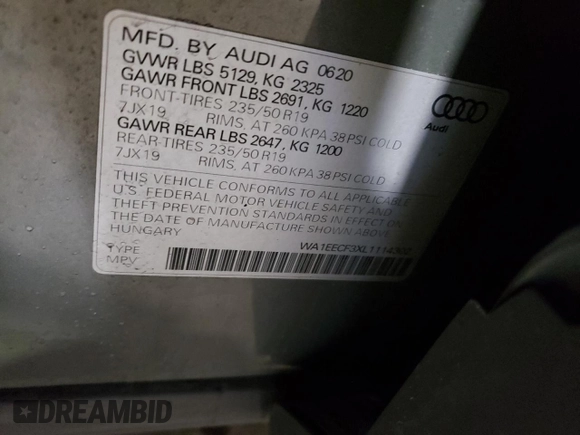 MFD. BY AUDI AG 0620
GVWR LBS 5129, KG 2325
GAWR FRONT LBS 2691, KG 1220
FRONT-TIRES 235/50 R19
7JX19 RIMS, AT 260 KPA 38 PSI COLD
GAWR REAR LBS 2647, KG 1200
REAR-TIRES 235/50 R19
7JX19 RIMS, AT 260 KPA 38 PSI COLD
Audi
THIS VEHICLE CONFORMS TO ALL APPLICABLE
U.S. FEDERAL MOTOR VEHICLE SAFETY AND
THEFT PREVENTION STANDARDS IN EFFECT ON
THE DATE OF MANUFACTURE SHOWN ABOVE
HUNGARY
TYPE
MPV
DREAMBID